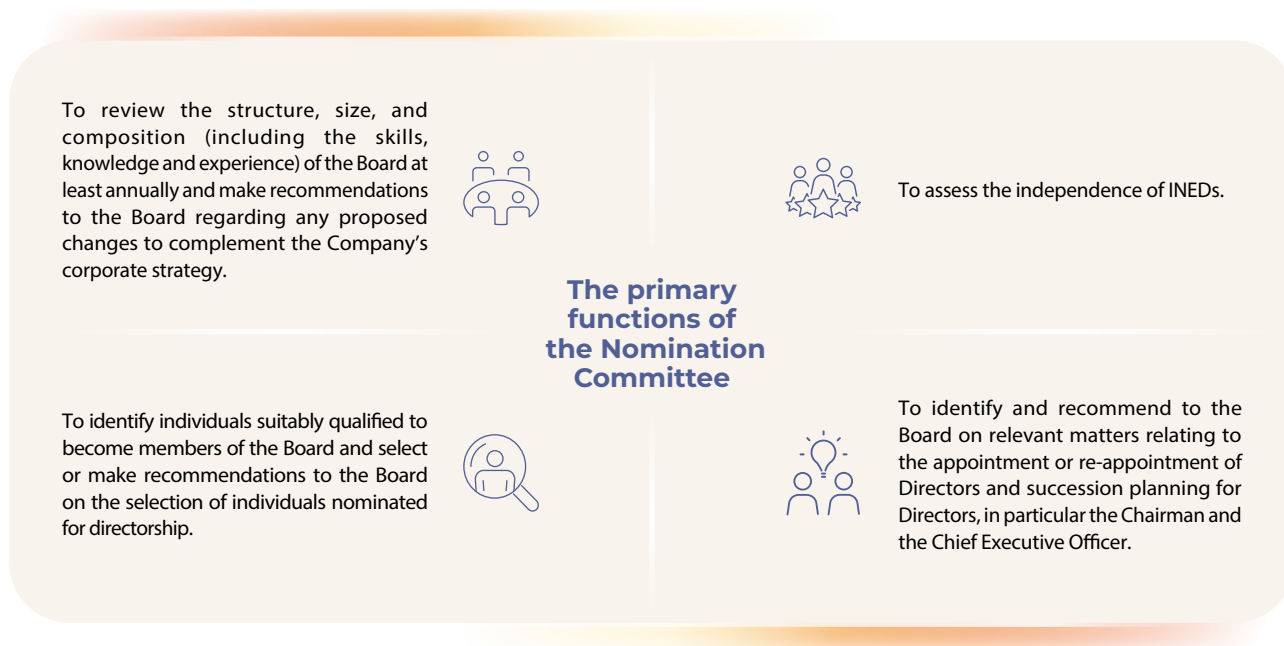 To review the structure, size, and
composition (including the skills,
knowledge and experience) of the Board at
least annually and make recommendations
to the Board regarding any proposed
changes to complement the Company's
corporate strategy.
To assess the independence of INEDs.
The primary
functions of
the Nomination
Committee
To identify individuals suitably qualified to
become members of the Board and select
or make recommendations to the Board
on the selection of individuals nominated
for directorship.
To identify and recommend to the
Board on relevant matters relating to
the appointment or re-appointment of
Directors and succession planning for
Directors, in particular the Chairman and
the Chief Executive Officer.